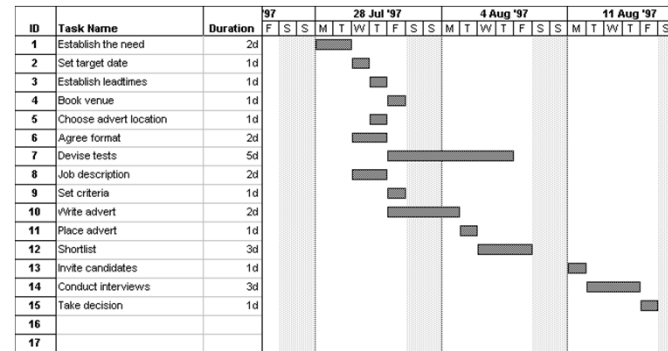 '97 28 Jul '97 4 Aug '97 11 Aug '97
ID Task Name Duration F S S M T W T F S S M T W T F S S M T W T F S
1 Establish the need 2d
2 Set target date 1d
3 Establish leadtimes 1d
4 Book venue 1d
5 Choose advert location 1d
6 Agree format 2d
7 Devise tests 5d
8 Job description 2d
9 Set criteria 1d
10 Write advert 2d
11 Place advert 1d
12 Shortlist 3d
13 Invite candidates 1d
14 Conduct interviews 3d
15 Take decision 1d
16
17